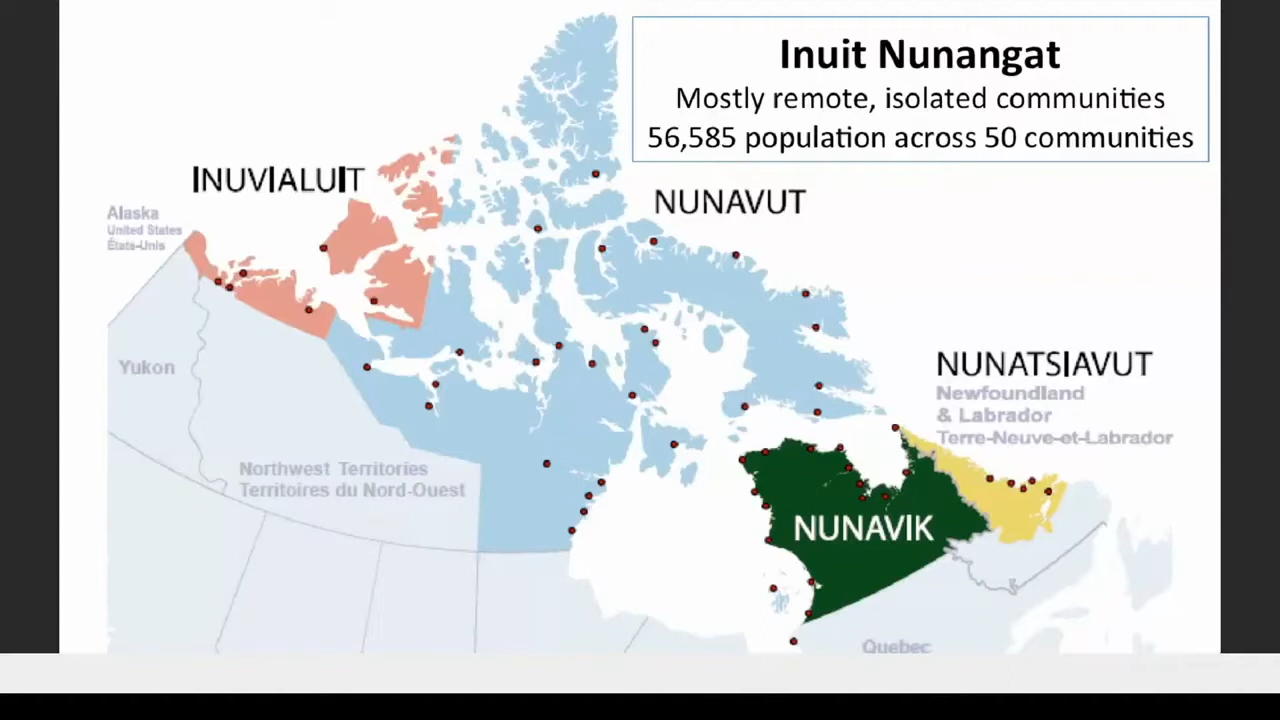 Inuit Nunangat
Mostly remote, isolated communities
56,585 population across 50 communities
INUVIALUIT
NUNAVUT
Alaska
United States
États-Unis
Yukon
NUNATSIAVUT
Newfoundland
& Labrador
Terre-Neuve-et-Labrador
Northwest Territories
Territoires du Nord-Ouest
NUNAVIK
Quebec